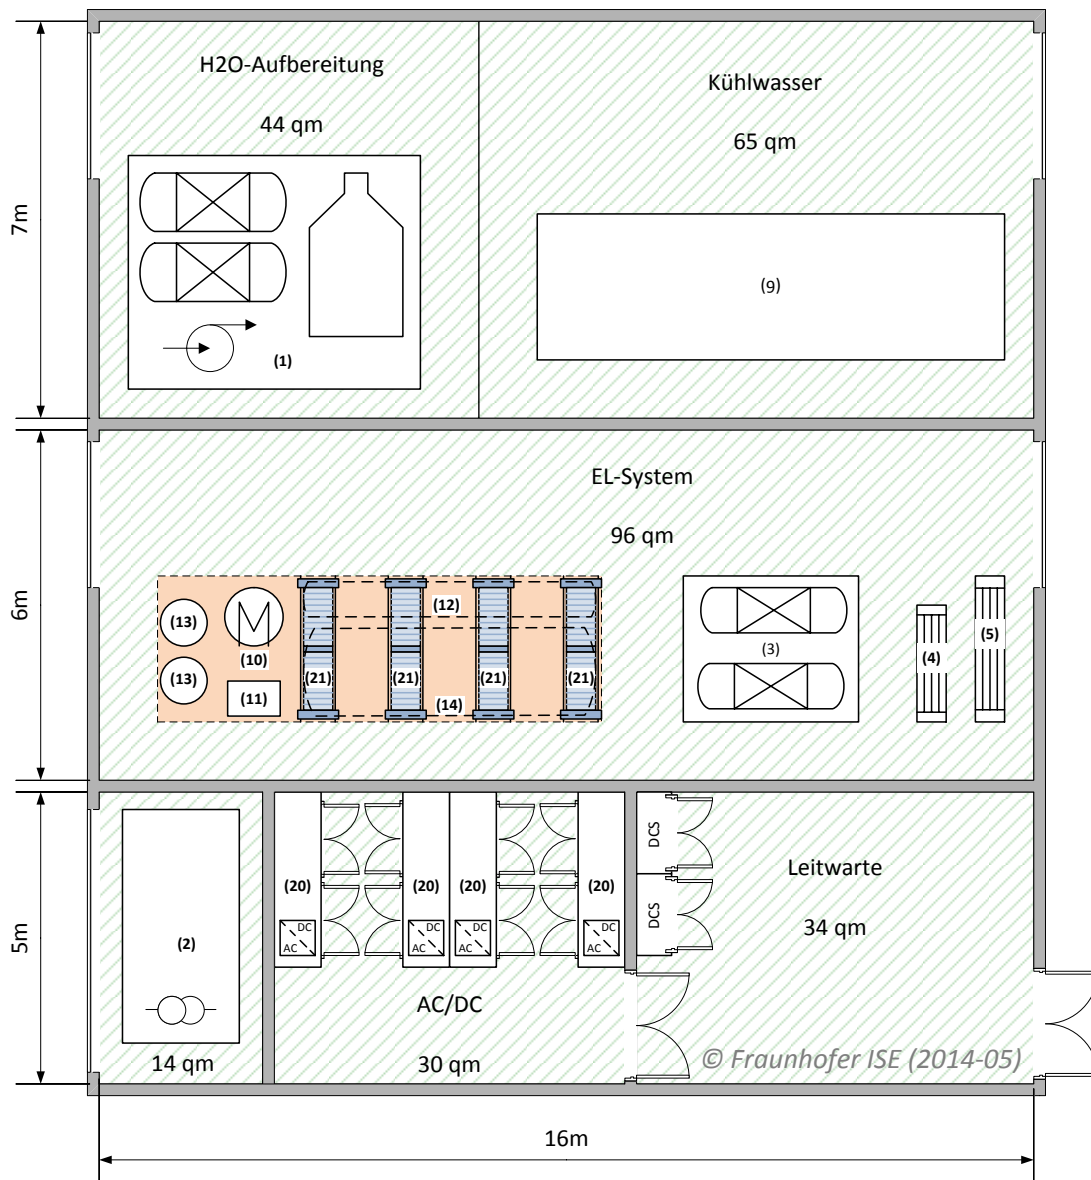 H2O-Aufbereitung
44 qm
Kühlwasser
65 qm
7m
(1)
(9)
EL-System
96 qm
6m
(13)
(13)
(10)
(11)
(12)
(21)
(21)
(21)
(21)
(14)
(3)
(4)
(5)
5m
(2)
14 qm
(20)
(20)
(20)
(20)
DC
AC
DC
AC
DC
AC
DC
AC
AC/DC
30 qm
DCS
DCS
Leitwarte
34 qm
© Fraunhofer ISE (2014-05)
16m